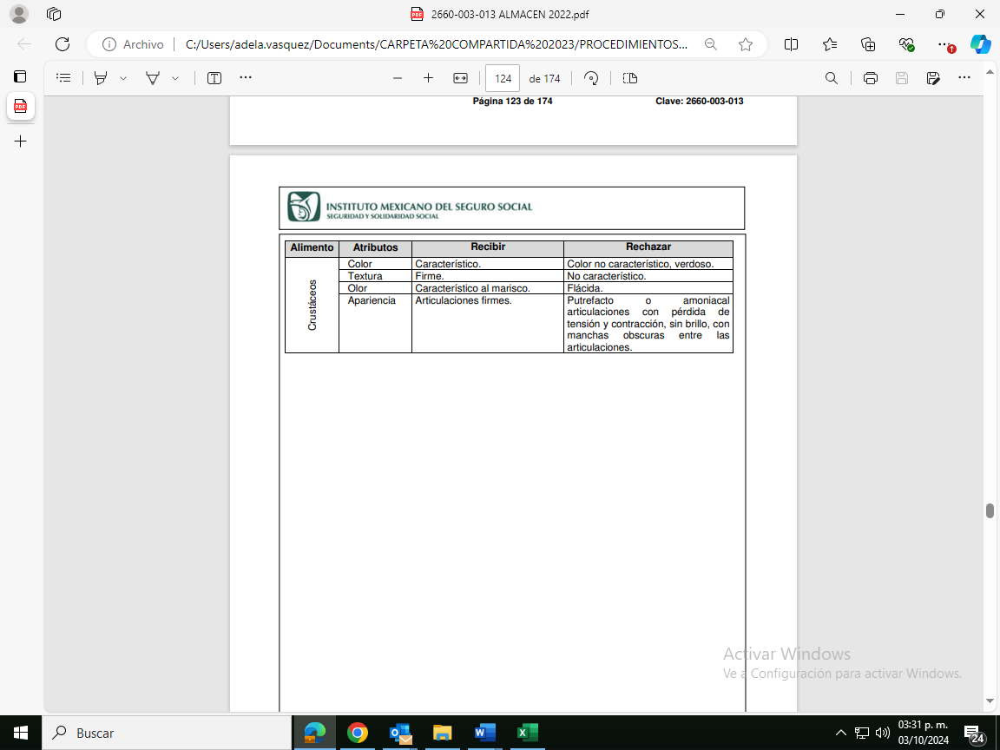 2660-003-013 ALMACEN 2022.pdf
Archivo
C:/Users/adela.vasquez/Documents/CARPETA%20COMPARTIDA%202023/PROCEDIMIENTOS...
124 de 174
Página 123 de 174 Clave: 2660-003-013
INSTITUTO MEXICANO DEL SEGURO SOCIAL
SEGURIDAD Y SOLIDARIDAD SOCIAL
Alimento Atributos Recibir Rechazar
Crustáceos
Color Característico. Color no característico, verdoso.
Textura Firme. No característico.
Olor Característico al marisco. Flácida.
Apariencia Articulaciones firmes. Putrefacto o amoniacal
articulaciones con pérdida de
tensión y contracción, sin brillo, con
manchas obscuras entre las
articulaciones.
Activar Windows
Ve a Configuración para activar Windows.
Buscar
03:31 p. m.
03/10/2024
24